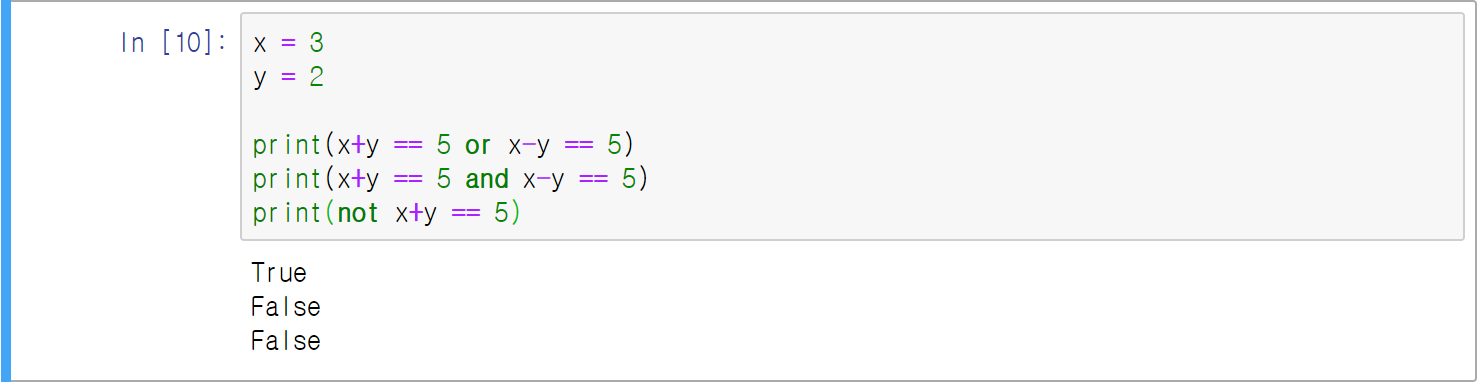 In [10]:
x = 3
y = 2
print(x+y == 5 or x-y == 5)
print(x+y == 5 and x-y == 5)
print(not x+y == 5)
True
False
False